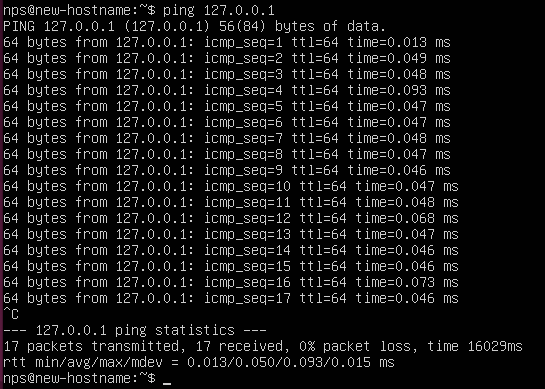 nps@new-hostname:~$ ping 127.0.0.1
PING 127.0.0.1 (127.0.0.1) 56(84) bytes of data.
64 bytes from 127.0.0.1: icmp_seq=1 ttl=64 time=0.013 ms
64 bytes from 127.0.0.1: icmp_seq=2 ttl=64 time=0.049 ms
64 bytes from 127.0.0.1: icmp_seq=3 ttl=64 time=0.048 ms
64 bytes from 127.0.0.1: icmp_seq=4 ttl=64 time=0.093 ms
64 bytes from 127.0.0.1: icmp_seq=5 ttl=64 time=0.047 ms
64 bytes from 127.0.0.1: icmp_seq=6 ttl=64 time=0.047 ms
64 bytes from 127.0.0.1: icmp_seq=7 ttl=64 time=0.048 ms
64 bytes from 127.0.0.1: icmp_seq=8 ttl=64 time=0.047 ms
64 bytes from 127.0.0.1: icmp_seq=9 ttl=64 time=0.046 ms
64 bytes from 127.0.0.1: icmp_seq=10 ttl=64 time=0.047 ms
64 bytes from 127.0.0.1: icmp_seq=11 ttl=64 time=0.048 ms
64 bytes from 127.0.0.1: icmp_seq=12 ttl=64 time=0.068 ms
64 bytes from 127.0.0.1: icmp_seq=13 ttl=64 time=0.047 ms
64 bytes from 127.0.0.1: icmp_seq=14 ttl=64 time=0.046 ms
64 bytes from 127.0.0.1: icmp_seq=15 ttl=64 time=0.046 ms
64 bytes from 127.0.0.1: icmp_seq=16 ttl=64 time=0.073 ms
64 bytes from 127.0.0.1: icmp_seq=17 ttl=64 time=0.046 ms
^C
--- 127.0.0.1 ping statistics ---
17 packets transmitted, 17 received, 0% packet loss, time 16029ms
rtt min/avg/max/mdev = 0.013/0.050/0.093/0.015 ms
nps@new-hostname:~$ _